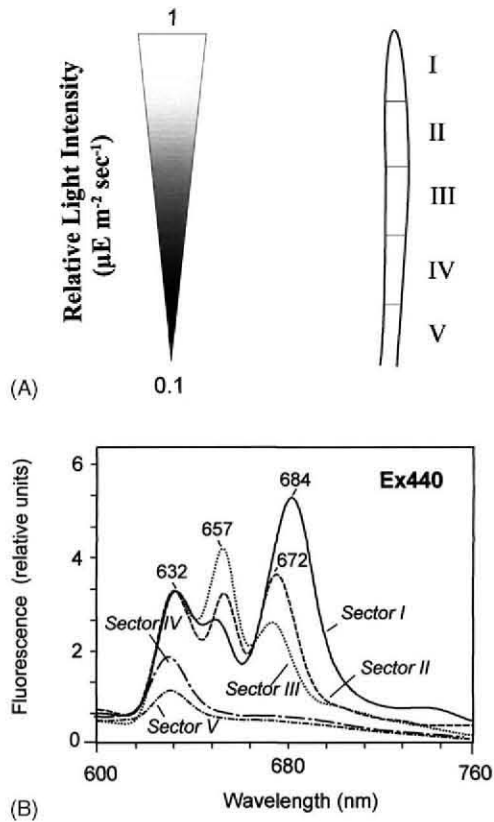 1
Relative Light Intensity
(µE m⁻² sec⁻¹)
0.1
I
II
III
IV
V
(A)
Ex440
Fluorescence (relative units)
6
4
2
0
632
657
684
672
Sector I
Sector II
Sector III
Sector IV
Sector V
600
680
760
Wavelength (nm)
(B)